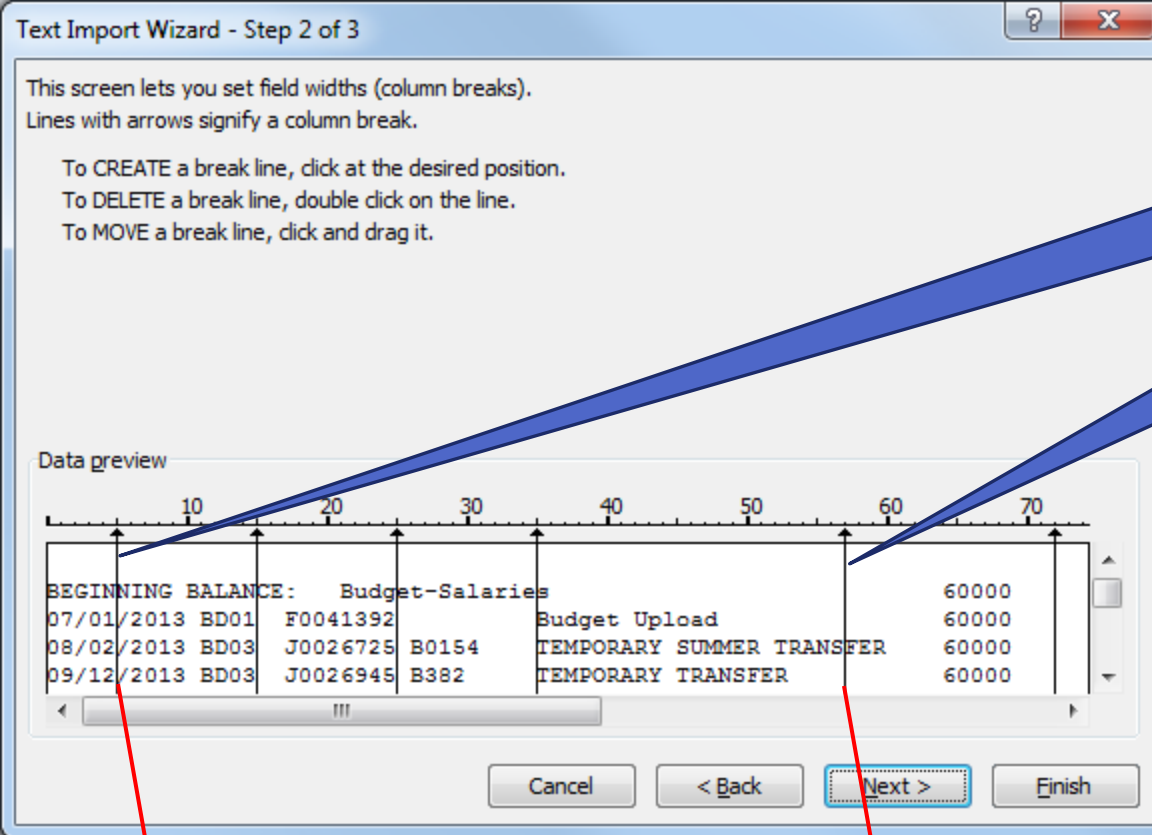 Text Import Wizard - Step 2 of 3
This screen lets you set field widths (column breaks).
Lines with arrows signify a column break.
To CREATE a break line, click at the desired position.
To DELETE a break line, double click on the line.
To MOVE a break line, click and drag it.
Data preview
10 20 30 40 50 60 70
BEGINNING BALANCE: Budget-Salaries 60000
07/01/2013 BD01 F0041392 Budget Upload 60000
08/02/2013 BD03 J0026725 B0154 TEMPORARY SUMMER TRANSFER 60000
09/12/2013 BD03 J0026945 B382 TEMPORARY TRANSFER 60000
Cancel < Back Next > Finish